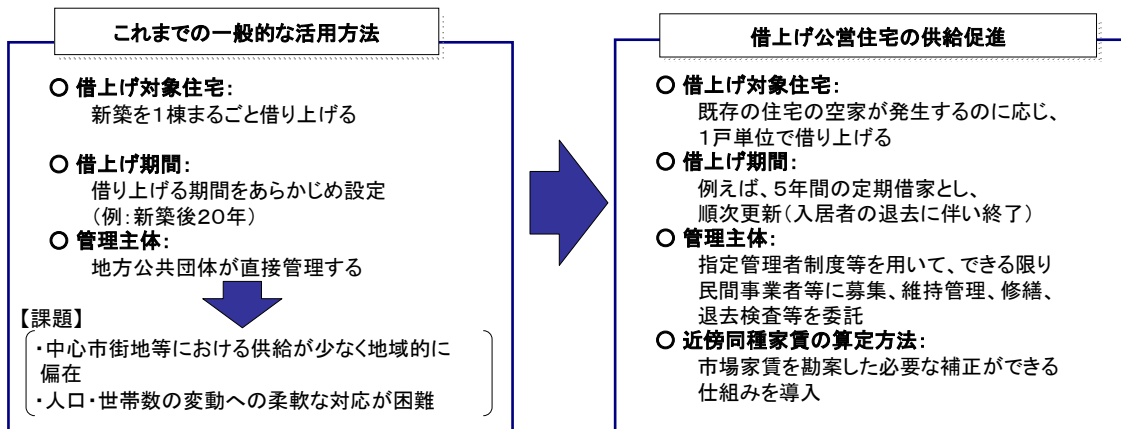 これまでの一般的な活用方法
○ 借上げ対象住宅：
新築を１棟まるごと借り上げる
○ 借上げ期間：
借り上げる期間をあらかじめ設定
（例：新築後２０年）
○ 管理主体：
地方公共団体が直接管理する
【課題】
・中心市街地等における供給が少なく地域的に
偏在
・人口・世帯数の変動への柔軟な対応が困難
借上げ公営住宅の供給促進
○ 借上げ対象住宅：
既存の住宅の空家が発生するのに応じ、
１戸単位で借り上げる
○ 借上げ期間：
例えば、５年間の定期借家とし、
順次更新（入居者の退去に伴い終了）
○ 管理主体：
指定管理者制度等を用いて、できる限り
民間事業者等に募集、維持管理、修繕、
退去検査等を委託
○ 近傍同種家賃の算定方法：
市場家賃を勘案した必要な補正ができる
仕組みを導入